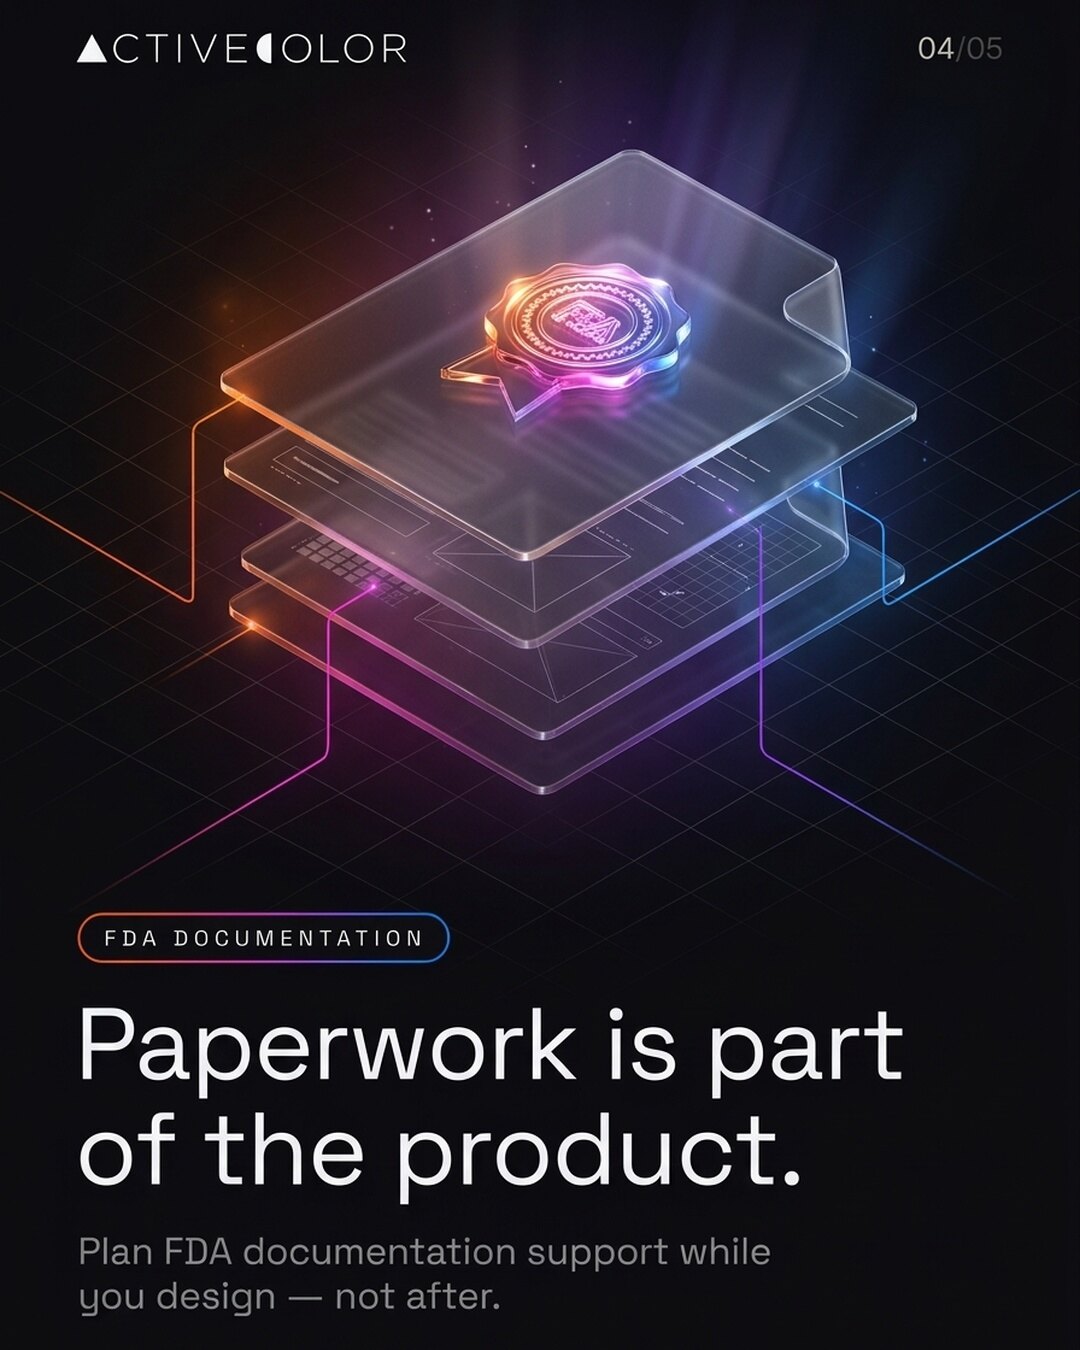 ACTIVECOLOR
04/05
FDA DOCUMENTATION
Paperwork is part
of the product.
Plan FDA documentation support while
you design — not after.